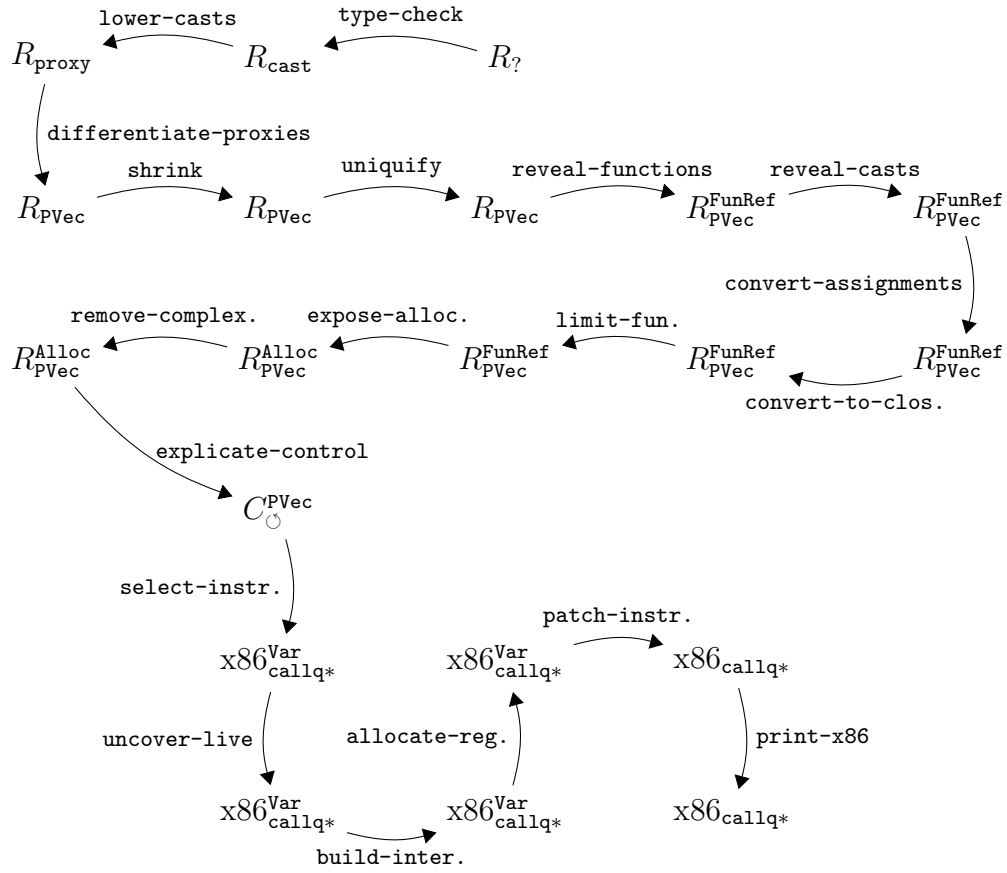 lower-casts type-check
R_proxy R_cast R_?
differentiate-proxies
shrink uniquify reveal-functions reveal-casts
R_PVec R_PVec R_PVec R_PVec^FunRef R_PVec^FunRef
convert-assignments
remove-complex. expose-alloc. limit-fun.
R_PVec^Alloc R_PVec^Alloc R_PVec^FunRef R_PVec^FunRef R_PVec^FunRef
convert-to-clos.
explicate-control
C_↺^PVec
select-instr.
patch-instr.
x86_callq*^Var x86_callq*^Var x86_callq*
uncover-live allocate-reg. print-x86
x86_callq*^Var x86_callq*^Var x86_callq*
build-inter.